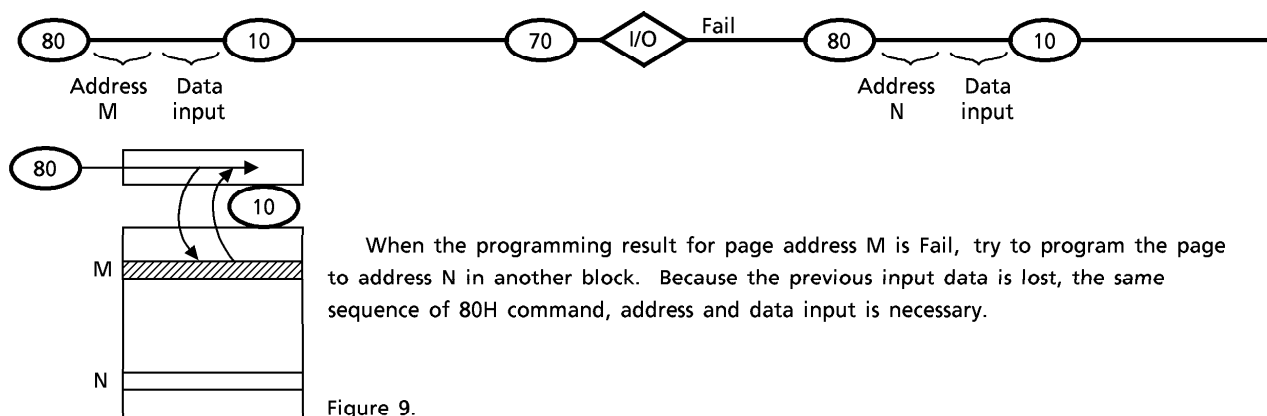 80 10 70 I/O Fail 80 10
Address Data Address Data
M input N input
80
10
M
When the programming result for page address M is Fail, try to program the page
to address N in another block. Because the previous input data is lost, the same
sequence of 80H command, address and data input is necessary.
N
Figure 9.